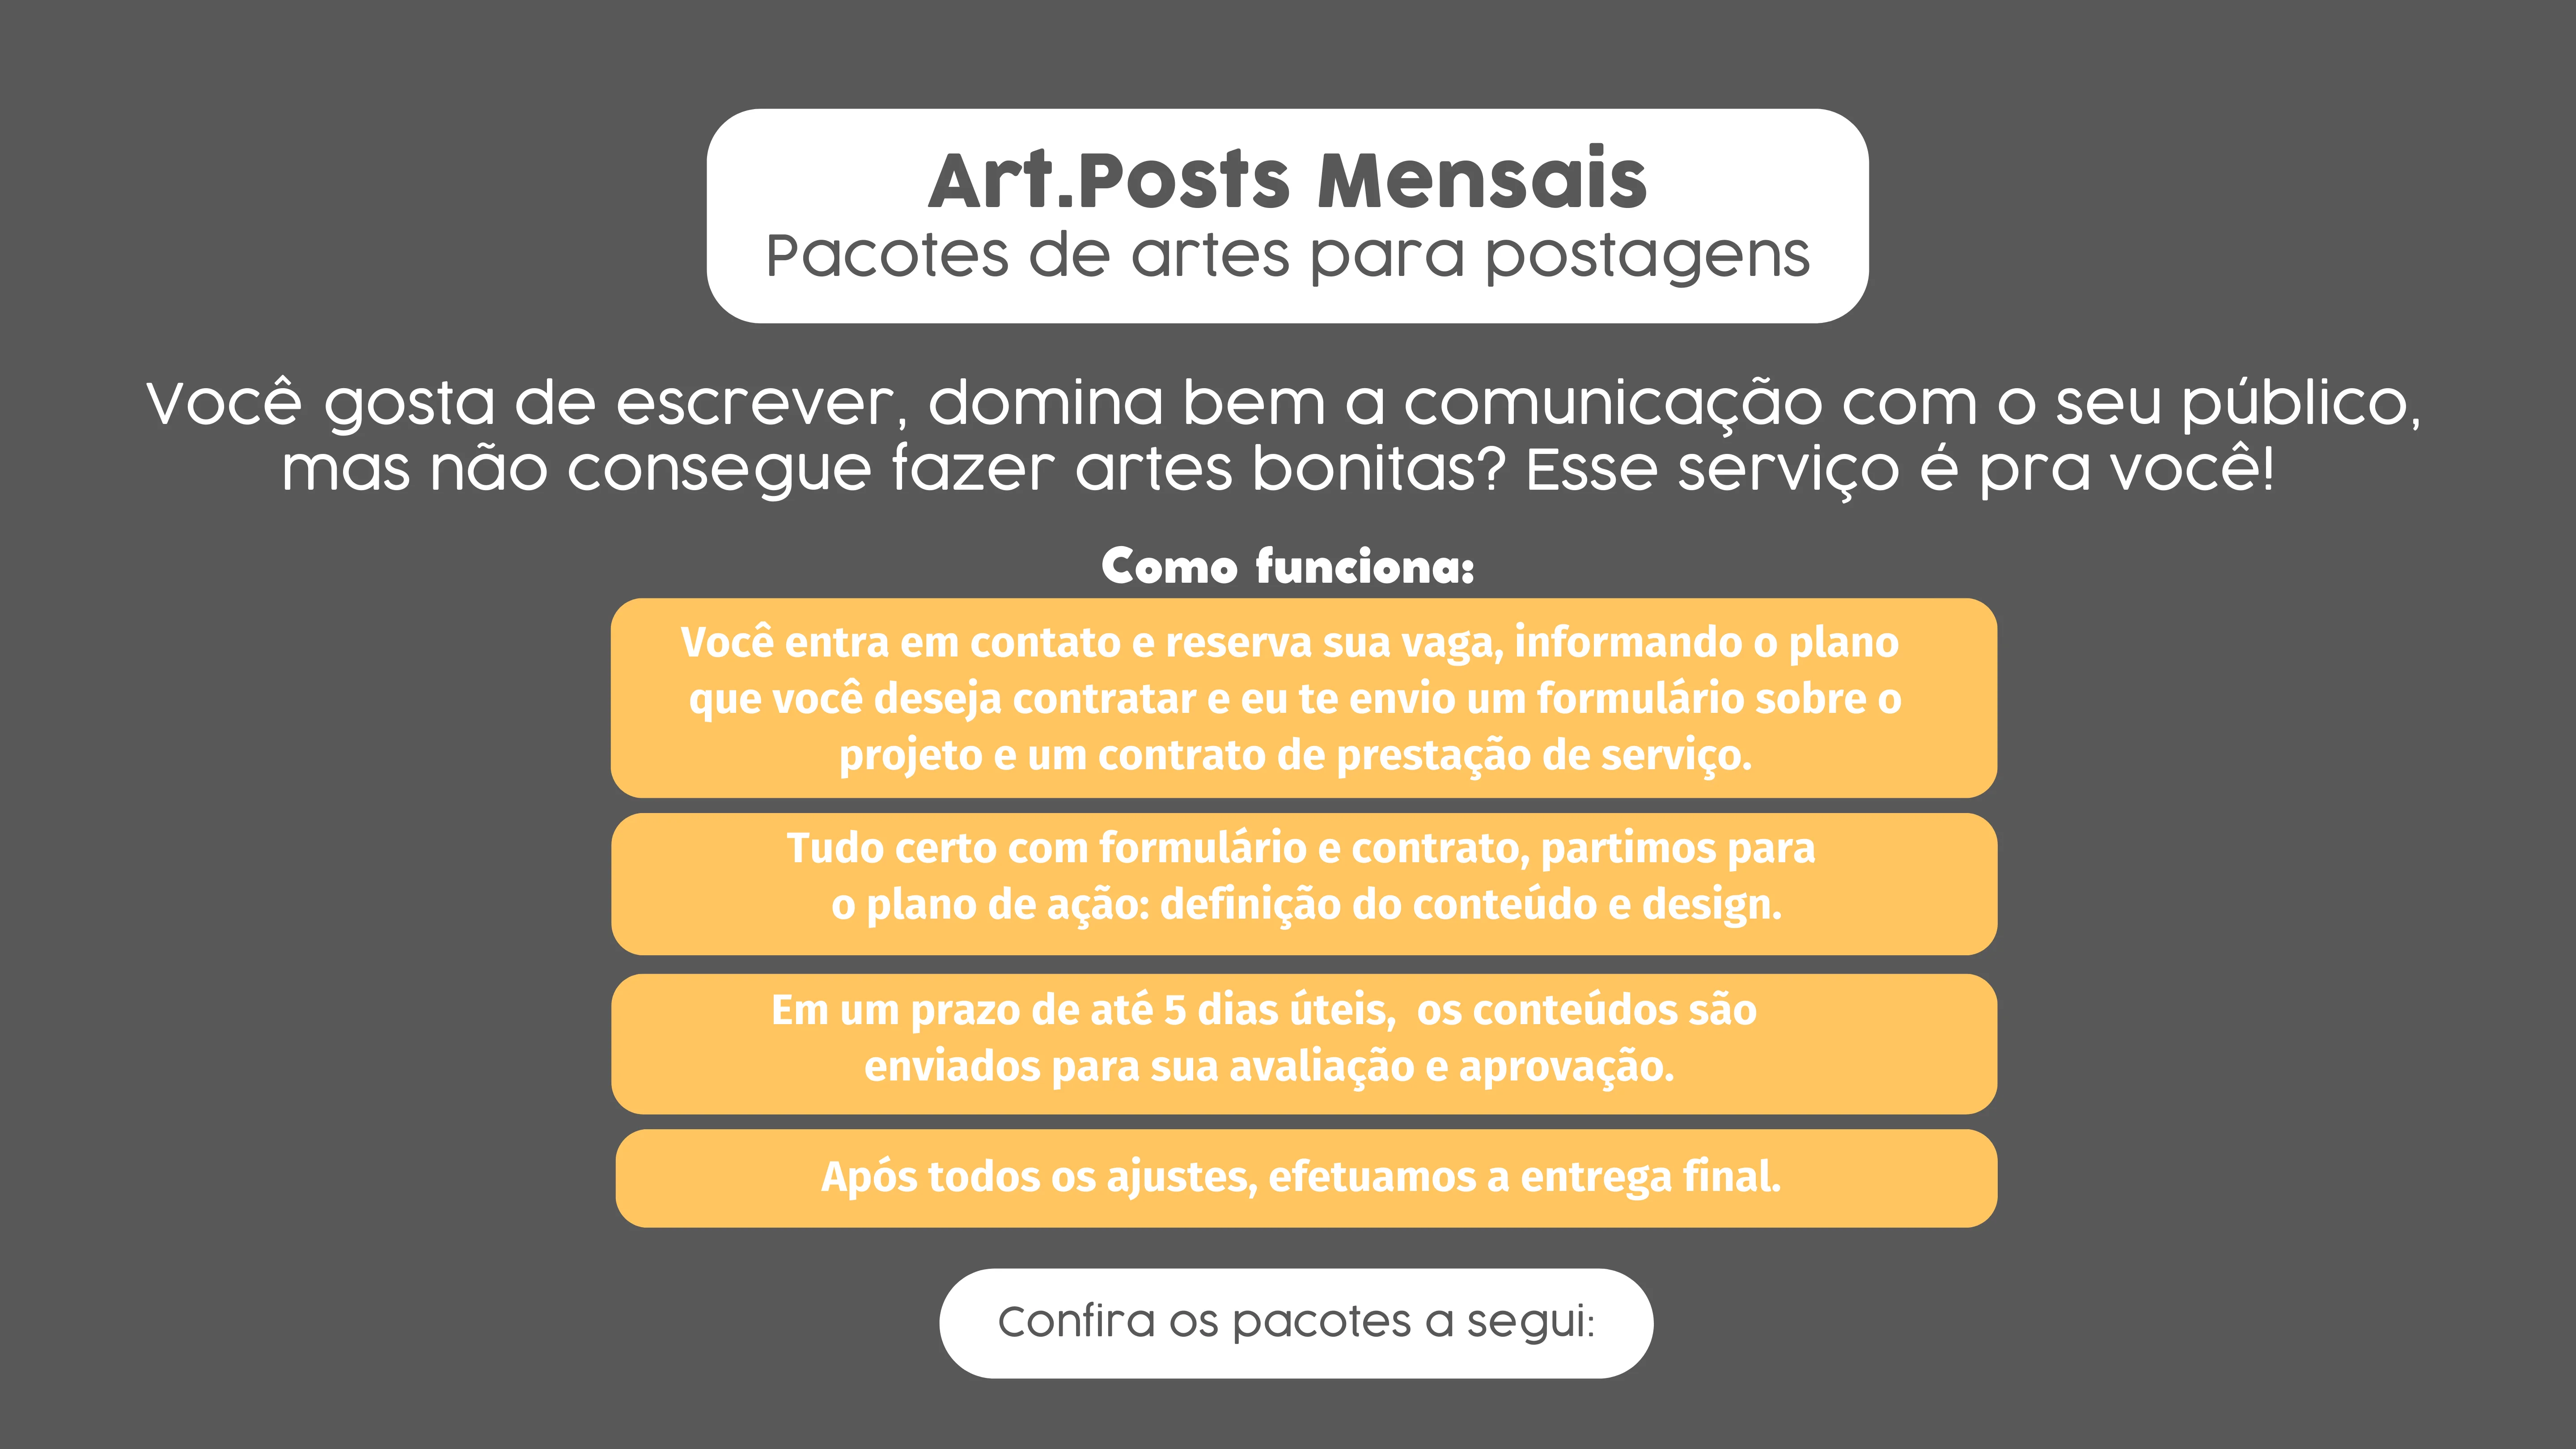 Art.Posts Mensais
Pacotes de artes para postagens
Você gosta de escrever, domina bem a comunicação com o seu público,
mas não consegue fazer artes bonitas? Esse serviço é pra você!
Como funciona:
Você entra em contato e reserva sua vaga, informando o plano
que você deseja contratar e eu te envio um formulário sobre o
projeto e um contrato de prestação de serviço.
Tudo certo com formulário e contrato, partimos para
o plano de ação: definição do conteúdo e design.
Em um prazo de até 5 dias úteis,  os conteúdos são
enviados para sua avaliação e aprovação.
Após todos os ajustes, efetuamos a entrega final.
Confira os pacotes a segui: